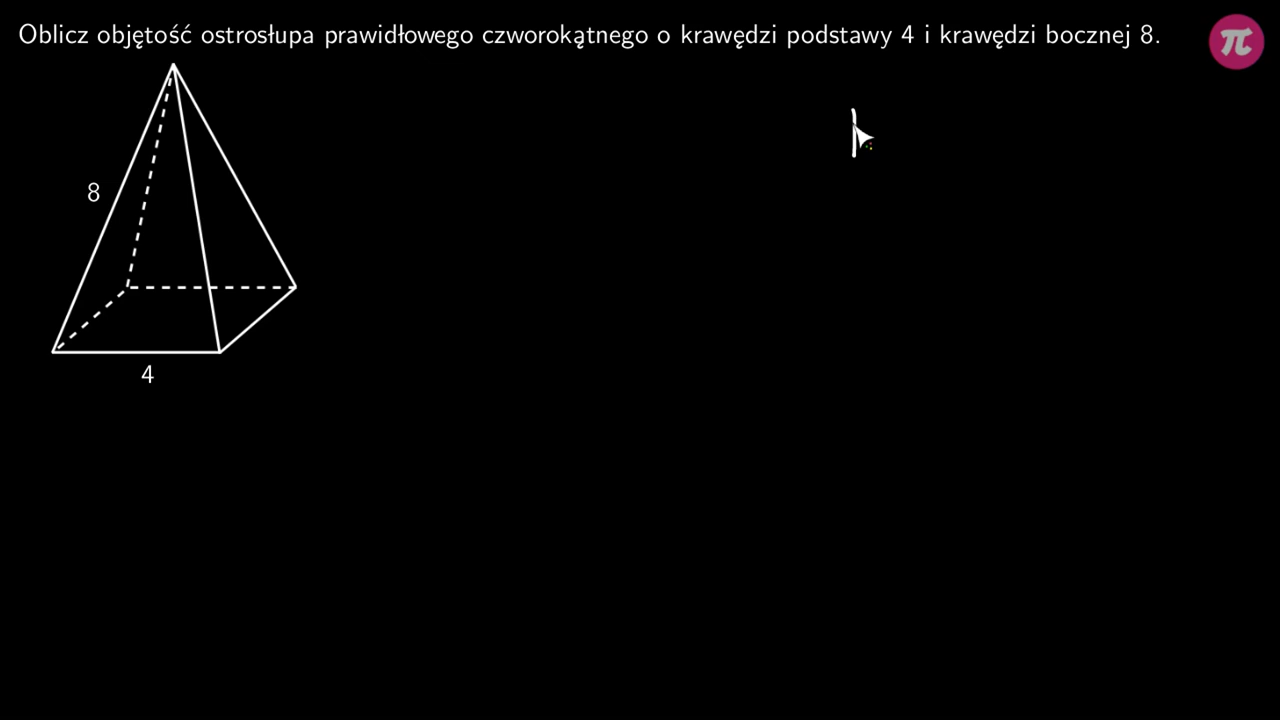 Oblicz objętość ostrosłupa prawidłowego czworokątnego o krawędzi podstawy 4 i krawędzi bocznej 8.
π
8
4